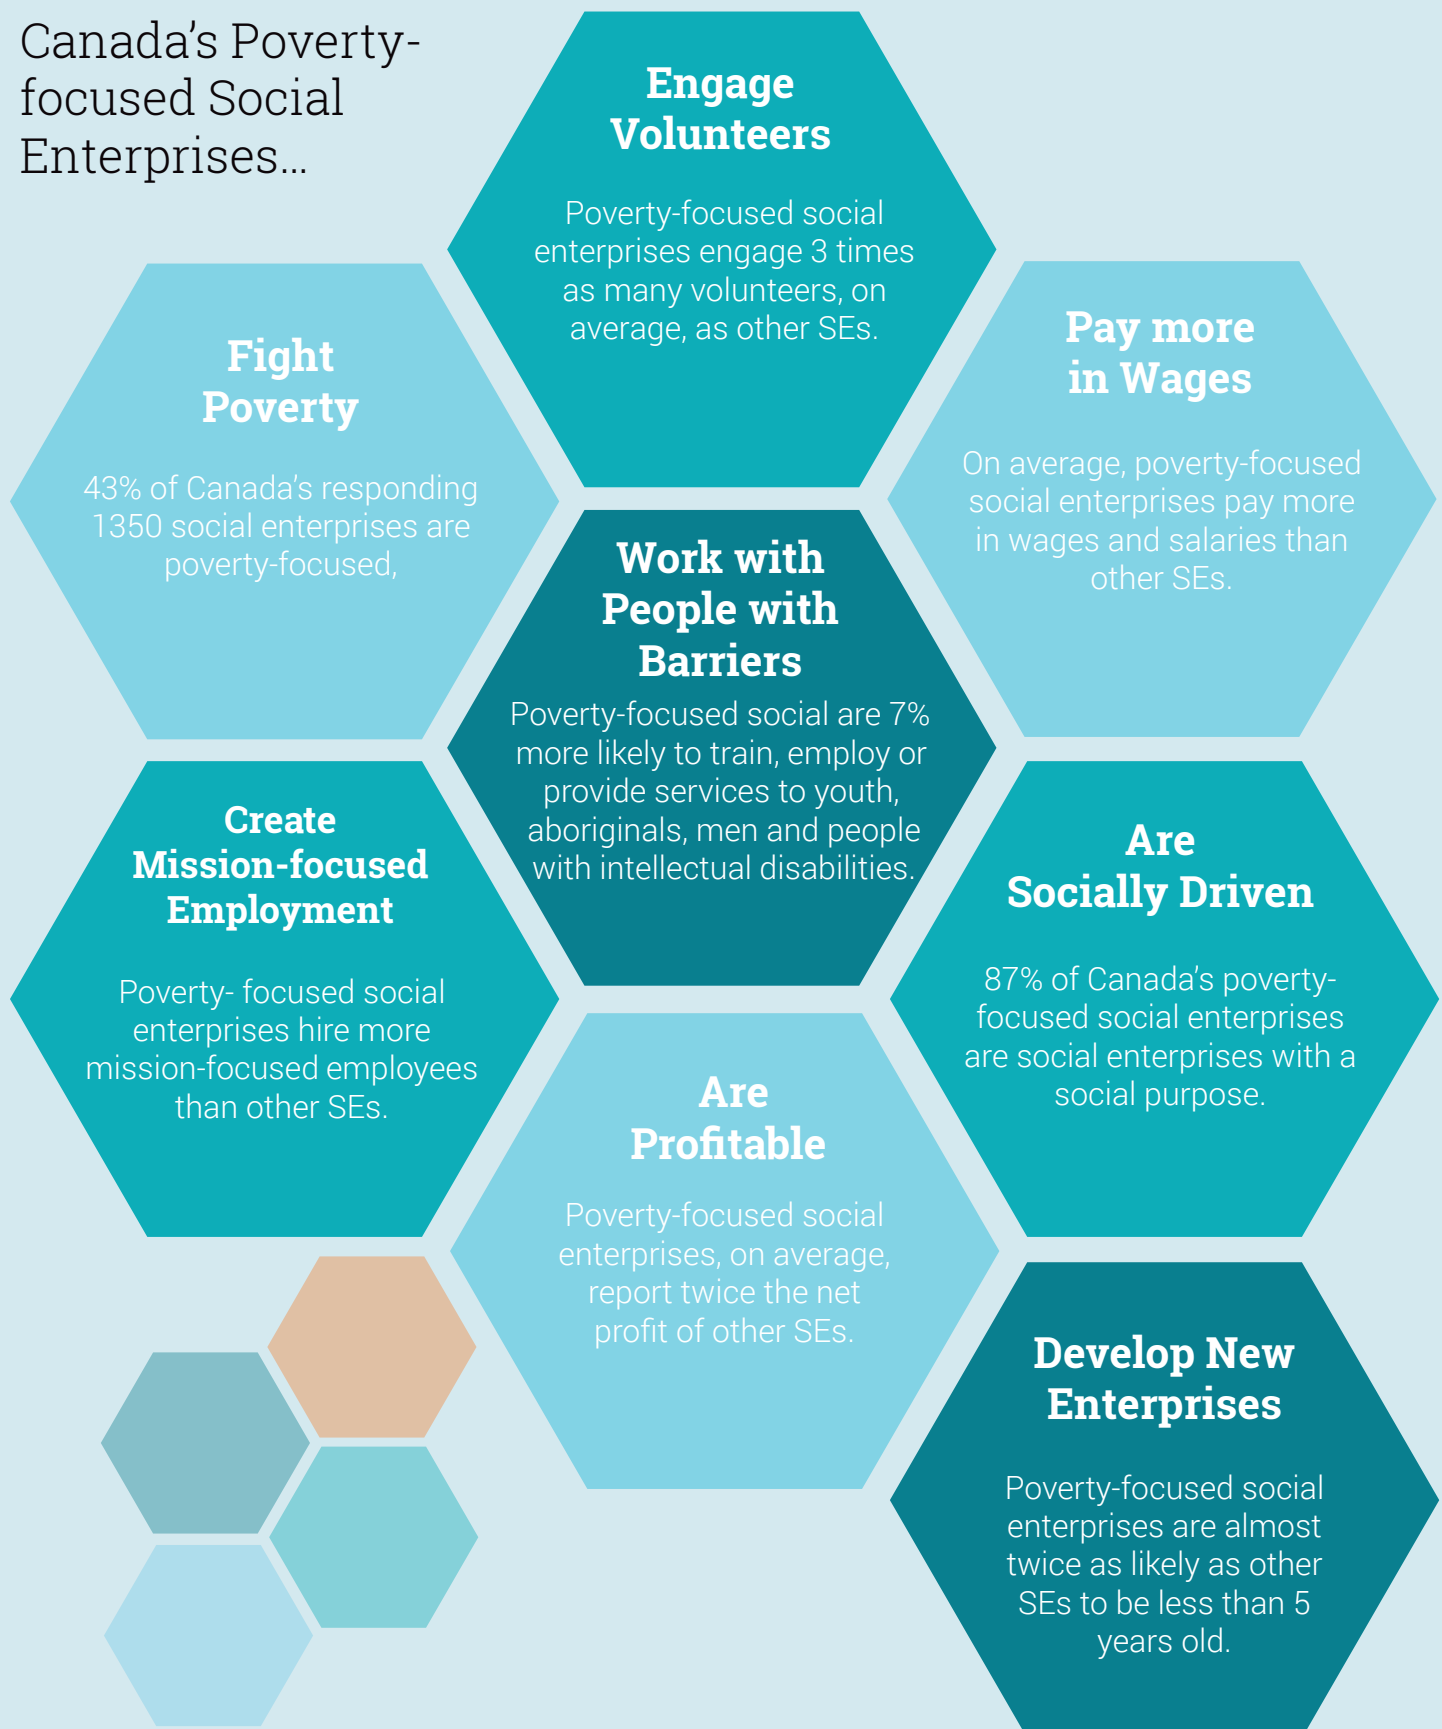 Canada's Poverty-
focused Social
Enterprises...
Engage
Volunteers
Poverty-focused social
enterprises engage 3 times
as many volunteers, on
average, as other SEs.
Fight
Poverty
43% of Canada's responding
1350 social enterprises are
poverty-focused,
Pay more
in Wages
On average, poverty-focused
social enterprises pay more
in wages and salaries than
other SEs.
Work with
People with
Barriers
Poverty-focused social are 7%
more likely to train, employ or
provide services to youth,
aboriginals, men and people
with intellectual disabilities.
Create
Mission-focused
Employment
Poverty- focused social
enterprises hire more
mission-focused employees
than other SEs.
Are
Socially Driven
87% of Canada's poverty-
focused social enterprises
are social enterprises with a
social purpose.
Are
Profitable
Poverty-focused social
enterprises, on average,
report twice the net
profit of other SEs.
Develop New
Enterprises
Poverty-focused social
enterprises are almost
twice as likely as other
SEs to be less than 5
years old.